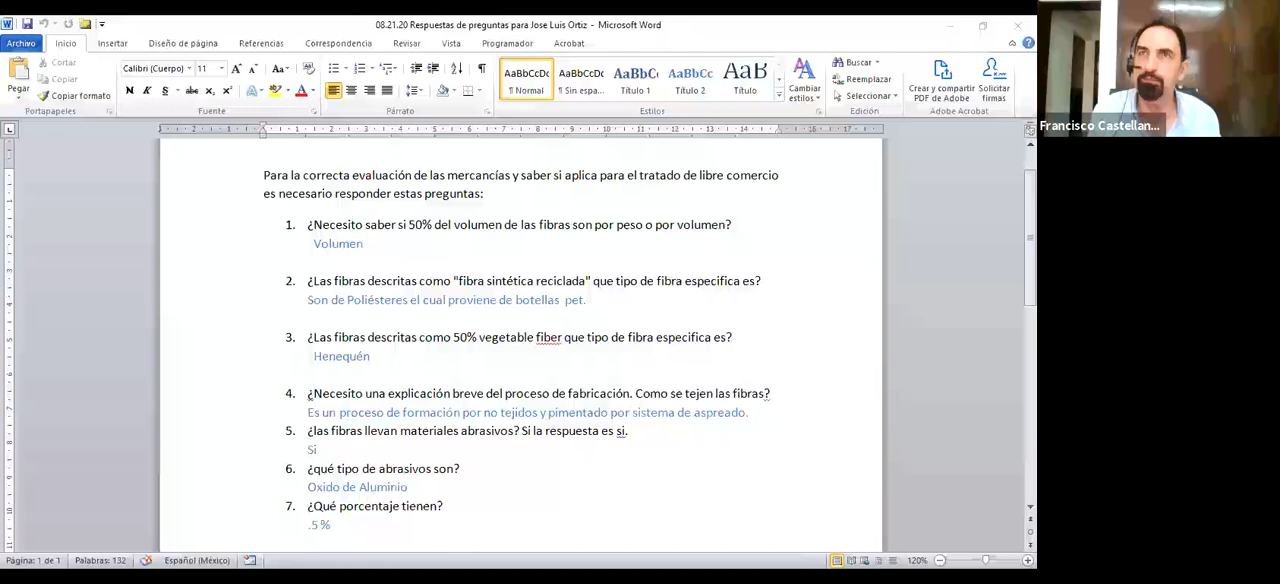 08.21.20 Respuestas de preguntas para Jose Luis Ortiz - Microsoft Word
Archivo Inicio Insertar Diseño de página Referencias Correspondencia Revisar Vista Programador Acrobat
Pegar
Cortar
Copiar
Copiar formato
Portapapeles
Calibri (Cuerpo) 11
Fuente
Párrafo
AaBbCcDc AaBbCcDc AaBbC AaBbCc AaB
¶ Normal ¶ Sin espa... Título 1 Título 2 Título
Cambiar estilos
Estilos
Buscar
Reemplazar
Seleccionar
Edición
Crear y compartir PDF de Adobe
Solicitar firmas
Adobe Acrobat
Francisco Castellan...
Para la correcta evaluación de las mercancías y saber si aplica para el tratado de libre comercio
es necesario responder estas preguntas:
1. ¿Necesito saber si 50% del volumen de las fibras son por peso o por volumen?
Volumen
2. ¿Las fibras descritas como "fibra sintética reciclada" que tipo de fibra especifica es?
Son de Poliésteres el cual proviene de botellas pet.
3. ¿Las fibras descritas como 50% vegetable fiber que tipo de fibra especifica es?
Henequén
4. ¿Necesito una explicación breve del proceso de fabricación. Como se tejen las fibras?
Es un proceso de formación por no tejidos y pimentado por sistema de aspreado.
5. ¿las fibras llevan materiales abrasivos? Si la respuesta es si.
Si
6. ¿qué tipo de abrasivos son?
Oxido de Aluminio
7. ¿Qué porcentaje tienen?
.5 %
Página: 1 de 1 Palabras: 132 Español (México) 120%